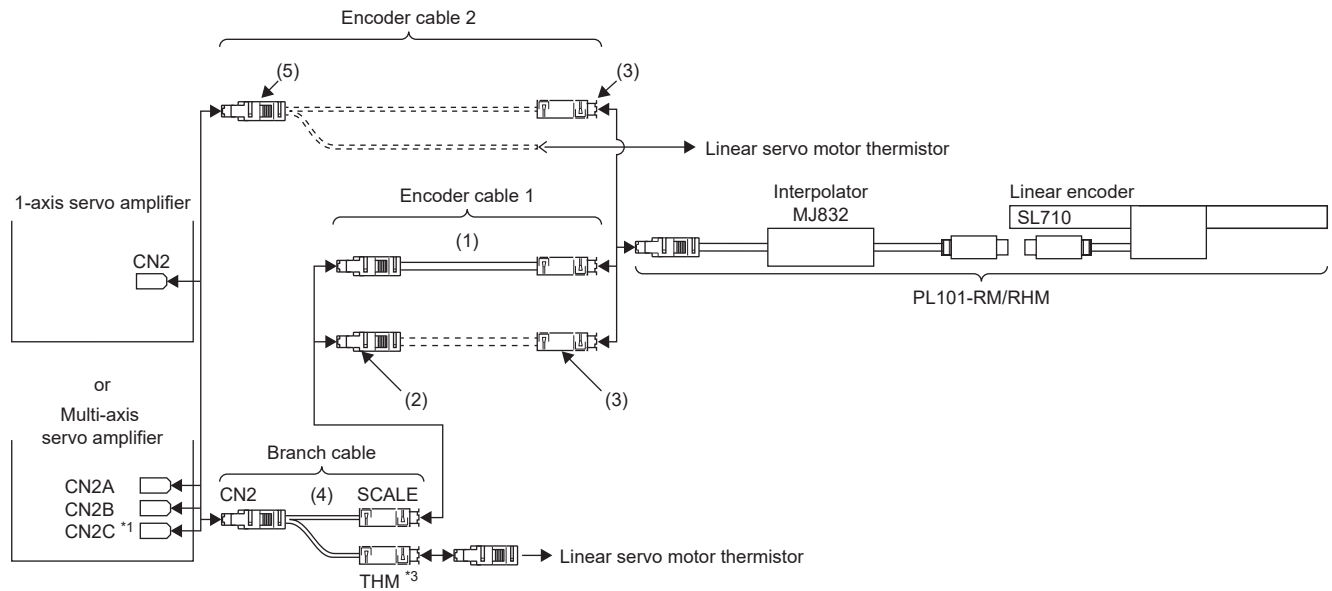 Encoder cable 2
(5)
(3)
Linear servo motor thermistor
1-axis servo amplifier
CN2
Encoder cable 1
(1)
Interpolator
MJ832
Linear encoder
SL710
PL101-RM/RHM
(2)
(3)
or
Multi-axis
servo amplifier
CN2A
CN2B
CN2C *1
Branch cable
CN2
(4)
SCALE
THM *3
Linear servo motor thermistor